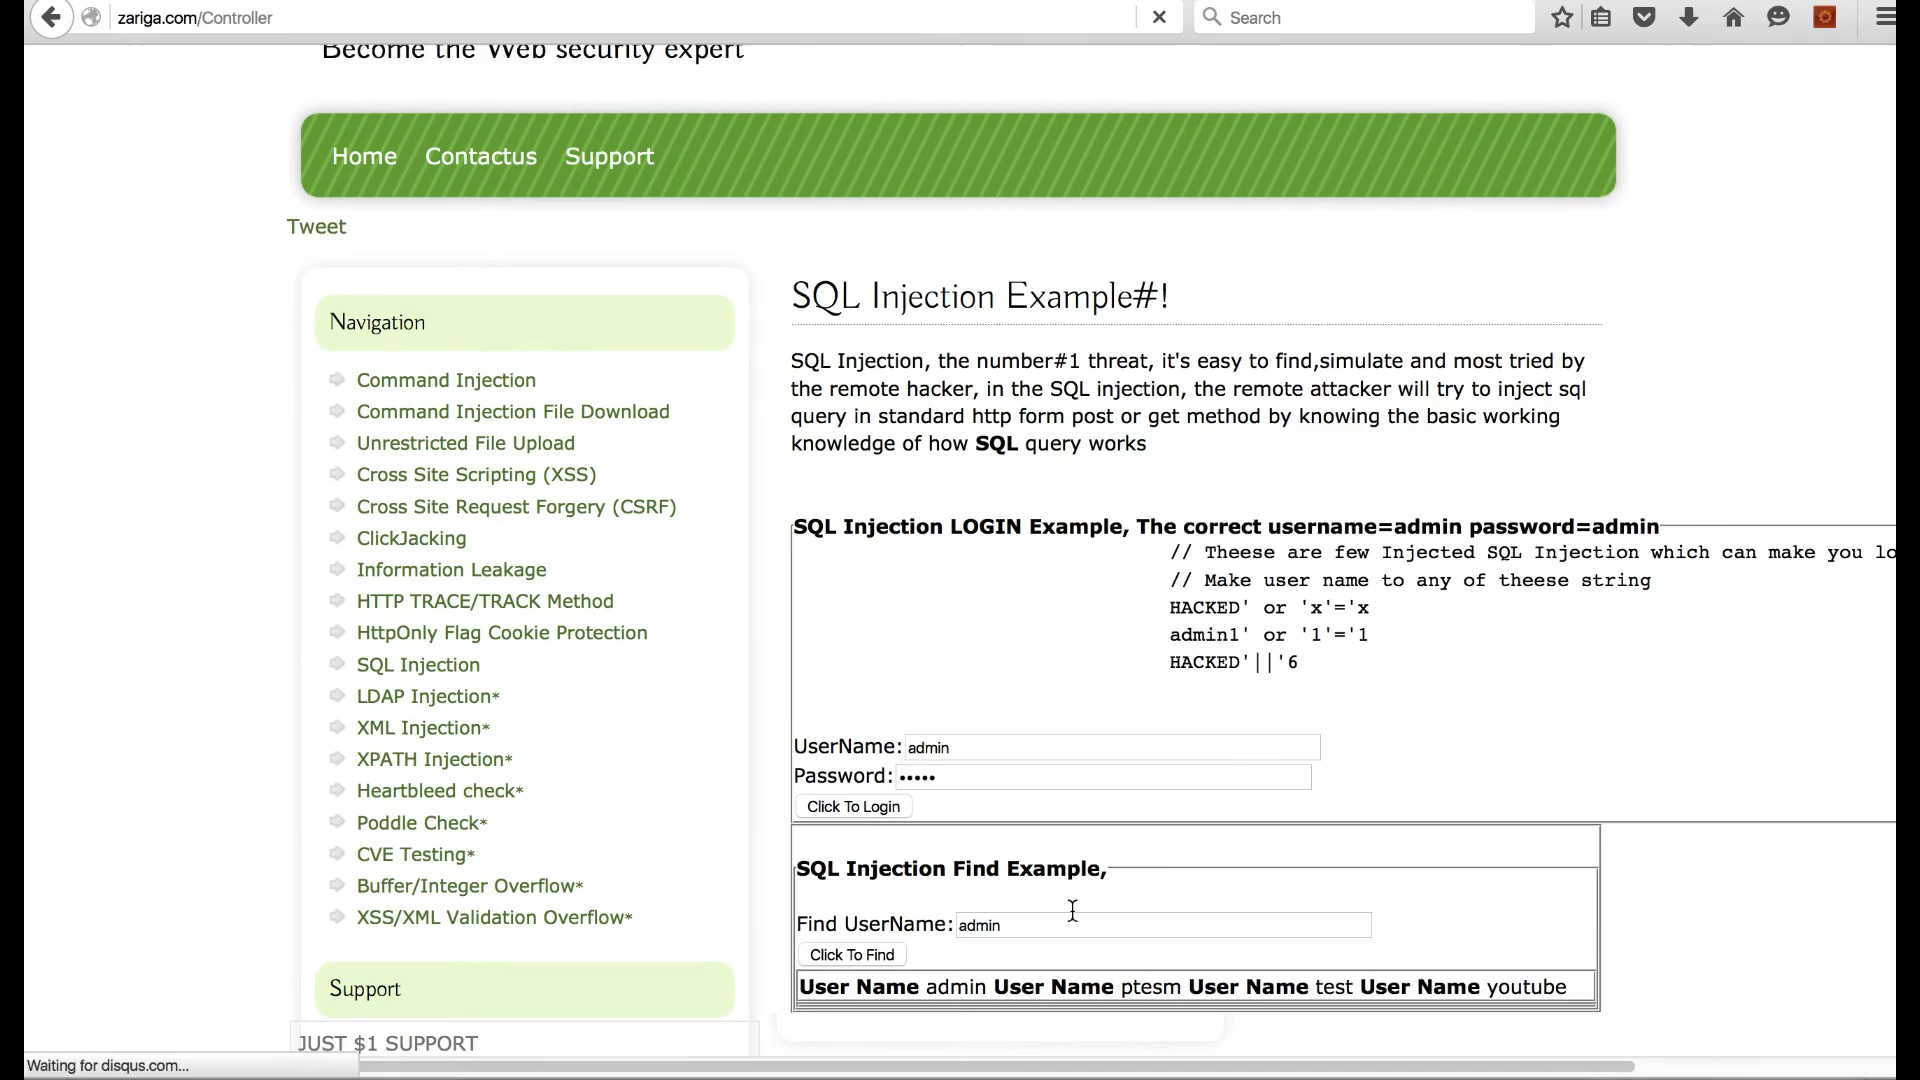 zariga.com/Controller
Search
Become the Web security expert
Home Contactus Support
Tweet
Navigation
Command Injection
Command Injection File Download
Unrestricted File Upload
Cross Site Scripting (XSS)
Cross Site Request Forgery (CSRF)
ClickJacking
Information Leakage
HTTP TRACE/TRACK Method
HttpOnly Flag Cookie Protection
SQL Injection
LDAP Injection*
XML Injection*
XPATH Injection*
Heartbleed check*
Poddle Check*
CVE Testing*
Buffer/Integer Overflow*
XSS/XML Validation Overflow*
Support
JUST $1 SUPPORT
SQL Injection Example#!
SQL Injection, the number#1 threat, it's easy to find,simulate and most tried by
the remote hacker, in the SQL injection, the remote attacker will try to inject sql
query in standard http form post or get method by knowing the basic working
knowledge of how SQL query works
SQL Injection LOGIN Example, The correct username=admin password=admin
// Theese are few Injected SQL Injection which can make you lo
// Make user name to any of theese string
HACKED' or 'x'='x
admin1' or '1'='1
HACKED'||'6
UserName: admin
Password: •••••
Click To Login
SQL Injection Find Example,
Find UserName: admin
Click To Find
User Name admin User Name ptesm User Name test User Name youtube
Waiting for disqus.com...